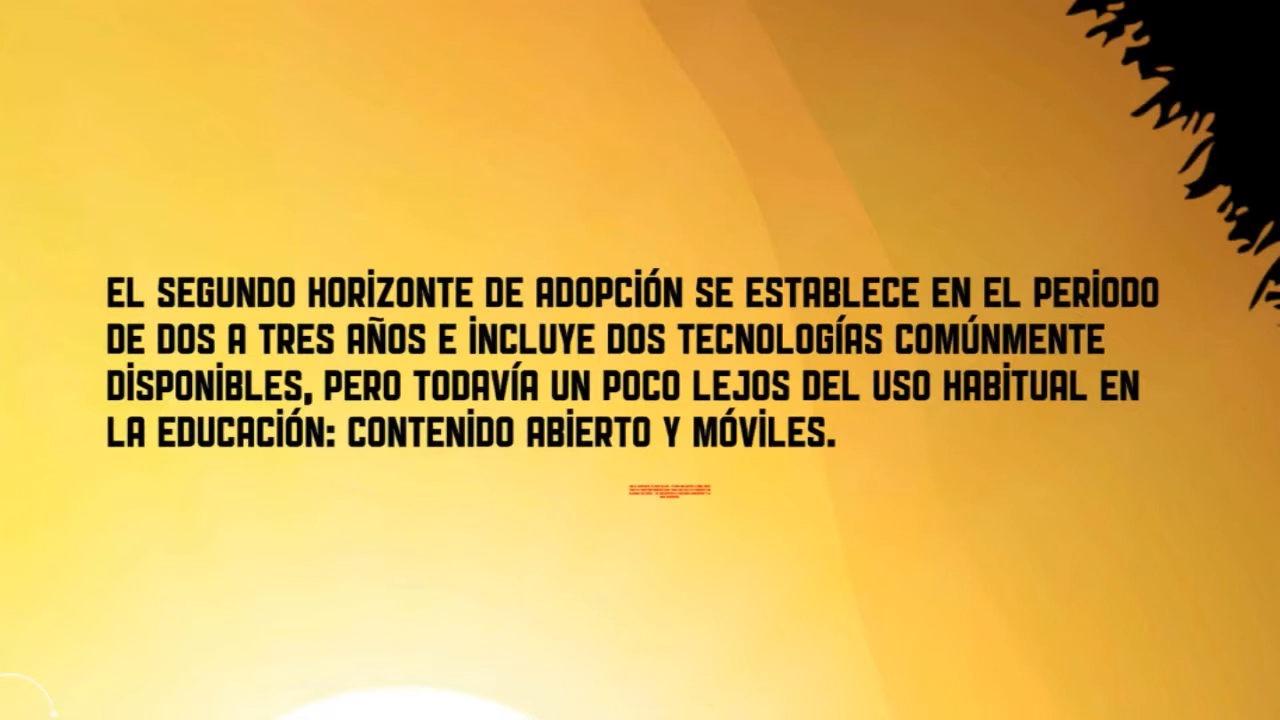 EL SEGUNDO HORIZONTE DE ADOPCIÓN SE ESTABLECE EN EL PERIODO
DE DOS A TRES AÑOS E INCLUYE DOS TECNOLOGÍAS COMÚNMENTE
DISPONIBLES, PERO TODAVÍA UN POCO LEJOS DEL USO HABITUAL EN
LA EDUCACIÓN: CONTENIDO ABIERTO Y MÓVILES.